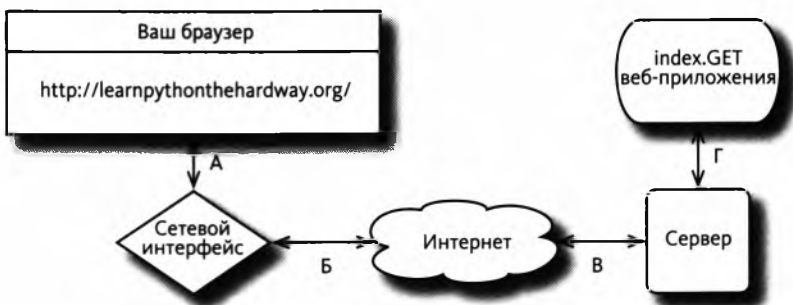 Ваш браузер
http://learnpythonthehardway.org/
index.GET
веб-приложения
А
Г
Сетевой
интерфейс
Б
Интернет
В
Сервер